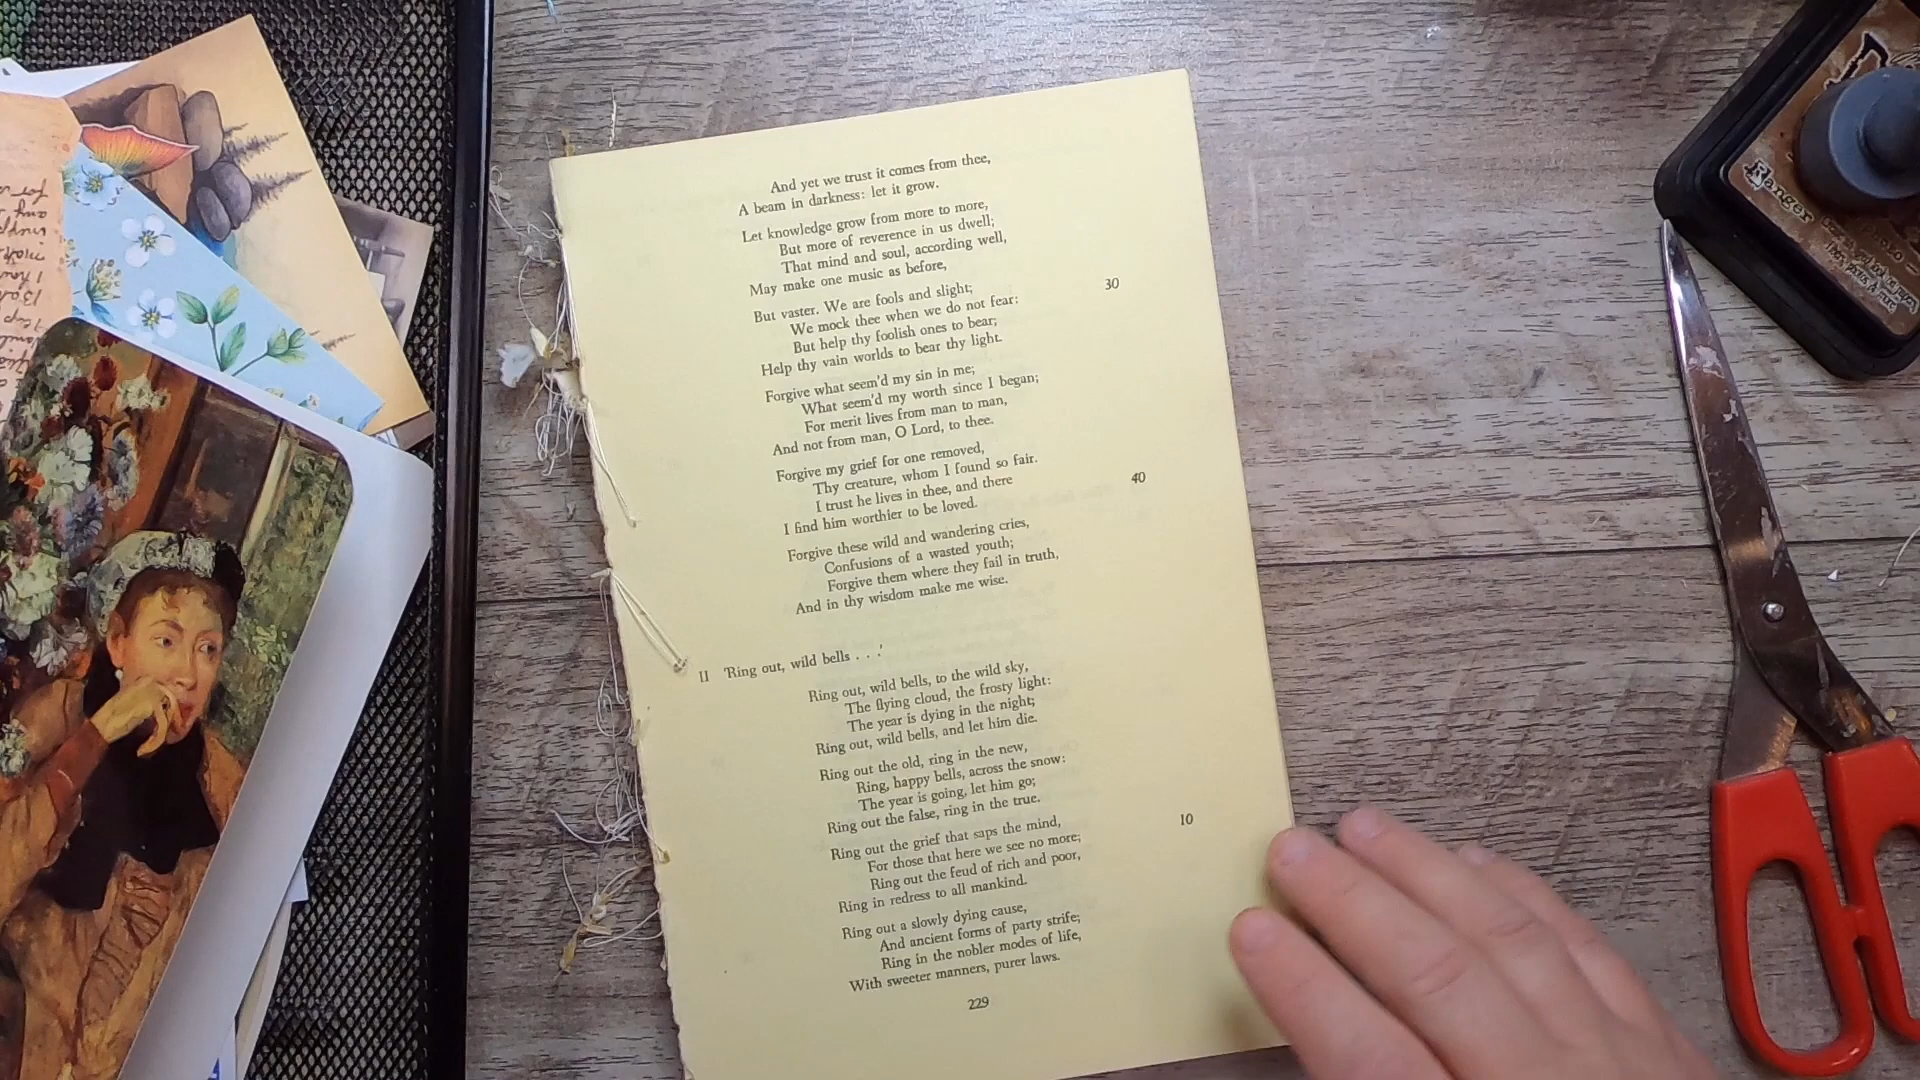 And yet we trust it comes from thee,
A beam in darkness: let it grow.
Let knowledge grow from more to more,
But more of reverence in us dwell;
That mind and soul, according well,
May make one music as before,
But vaster. We are fools and slight; 30
We mock thee when we do not fear:
But help thy foolish ones to bear;
Help thy vain worlds to bear thy light.
Forgive what seem'd my sin in me;
What seem'd my worth since I began;
For merit lives from man to man,
And not from man, O Lord, to thee.
Forgive my grief for one removed,
Thy creature, whom I found so fair.
I trust he lives in thee, and there
I find him worthier to be loved. 40
Forgive these wild and wandering cries,
Confusions of a wasted youth;
Forgive them where they fail in truth,
And in thy wisdom make me wise.
II 'Ring out, wild bells . . .'
Ring out, wild bells, to the wild sky,
The flying cloud, the frosty light:
The year is dying in the night;
Ring out, wild bells, and let him die.
Ring out the old, ring in the new,
Ring, happy bells, across the snow:
The year is going, let him go;
Ring out the false, ring in the true.
Ring out the grief that saps the mind,
For those that here we see no more; 10
Ring out the feud of rich and poor,
Ring in redress to all mankind.
Ring out a slowly dying cause,
And ancient forms of party strife;
Ring in the nobler modes of life,
With sweeter manners, purer laws.
229
Ranger